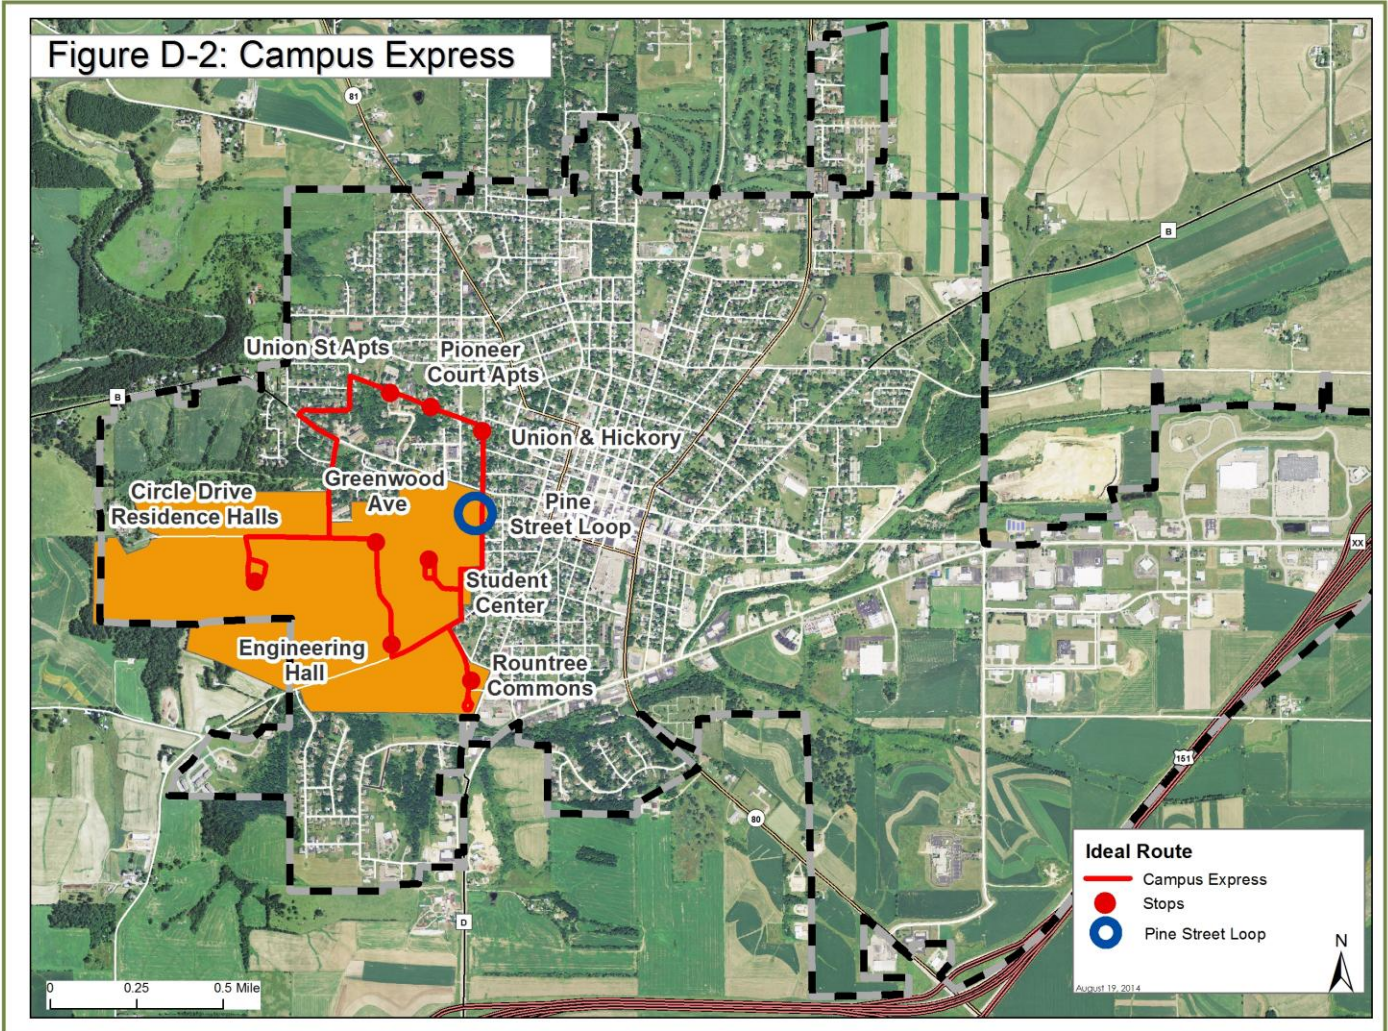 Figure D-2: Campus Express
81
B
Union St Apts
Pioneer
Court Apts
B
Union & Hickory
Greenwood
Ave
Circle Drive
Residence Halls
Pine
Street Loop
XX
Student
Center
Engineering
Hall
Rountree
Commons
151
80
D
Ideal Route
Campus Express
Stops
Pine Street Loop
N
August 19, 2014
0 0.25 0.5 Mile